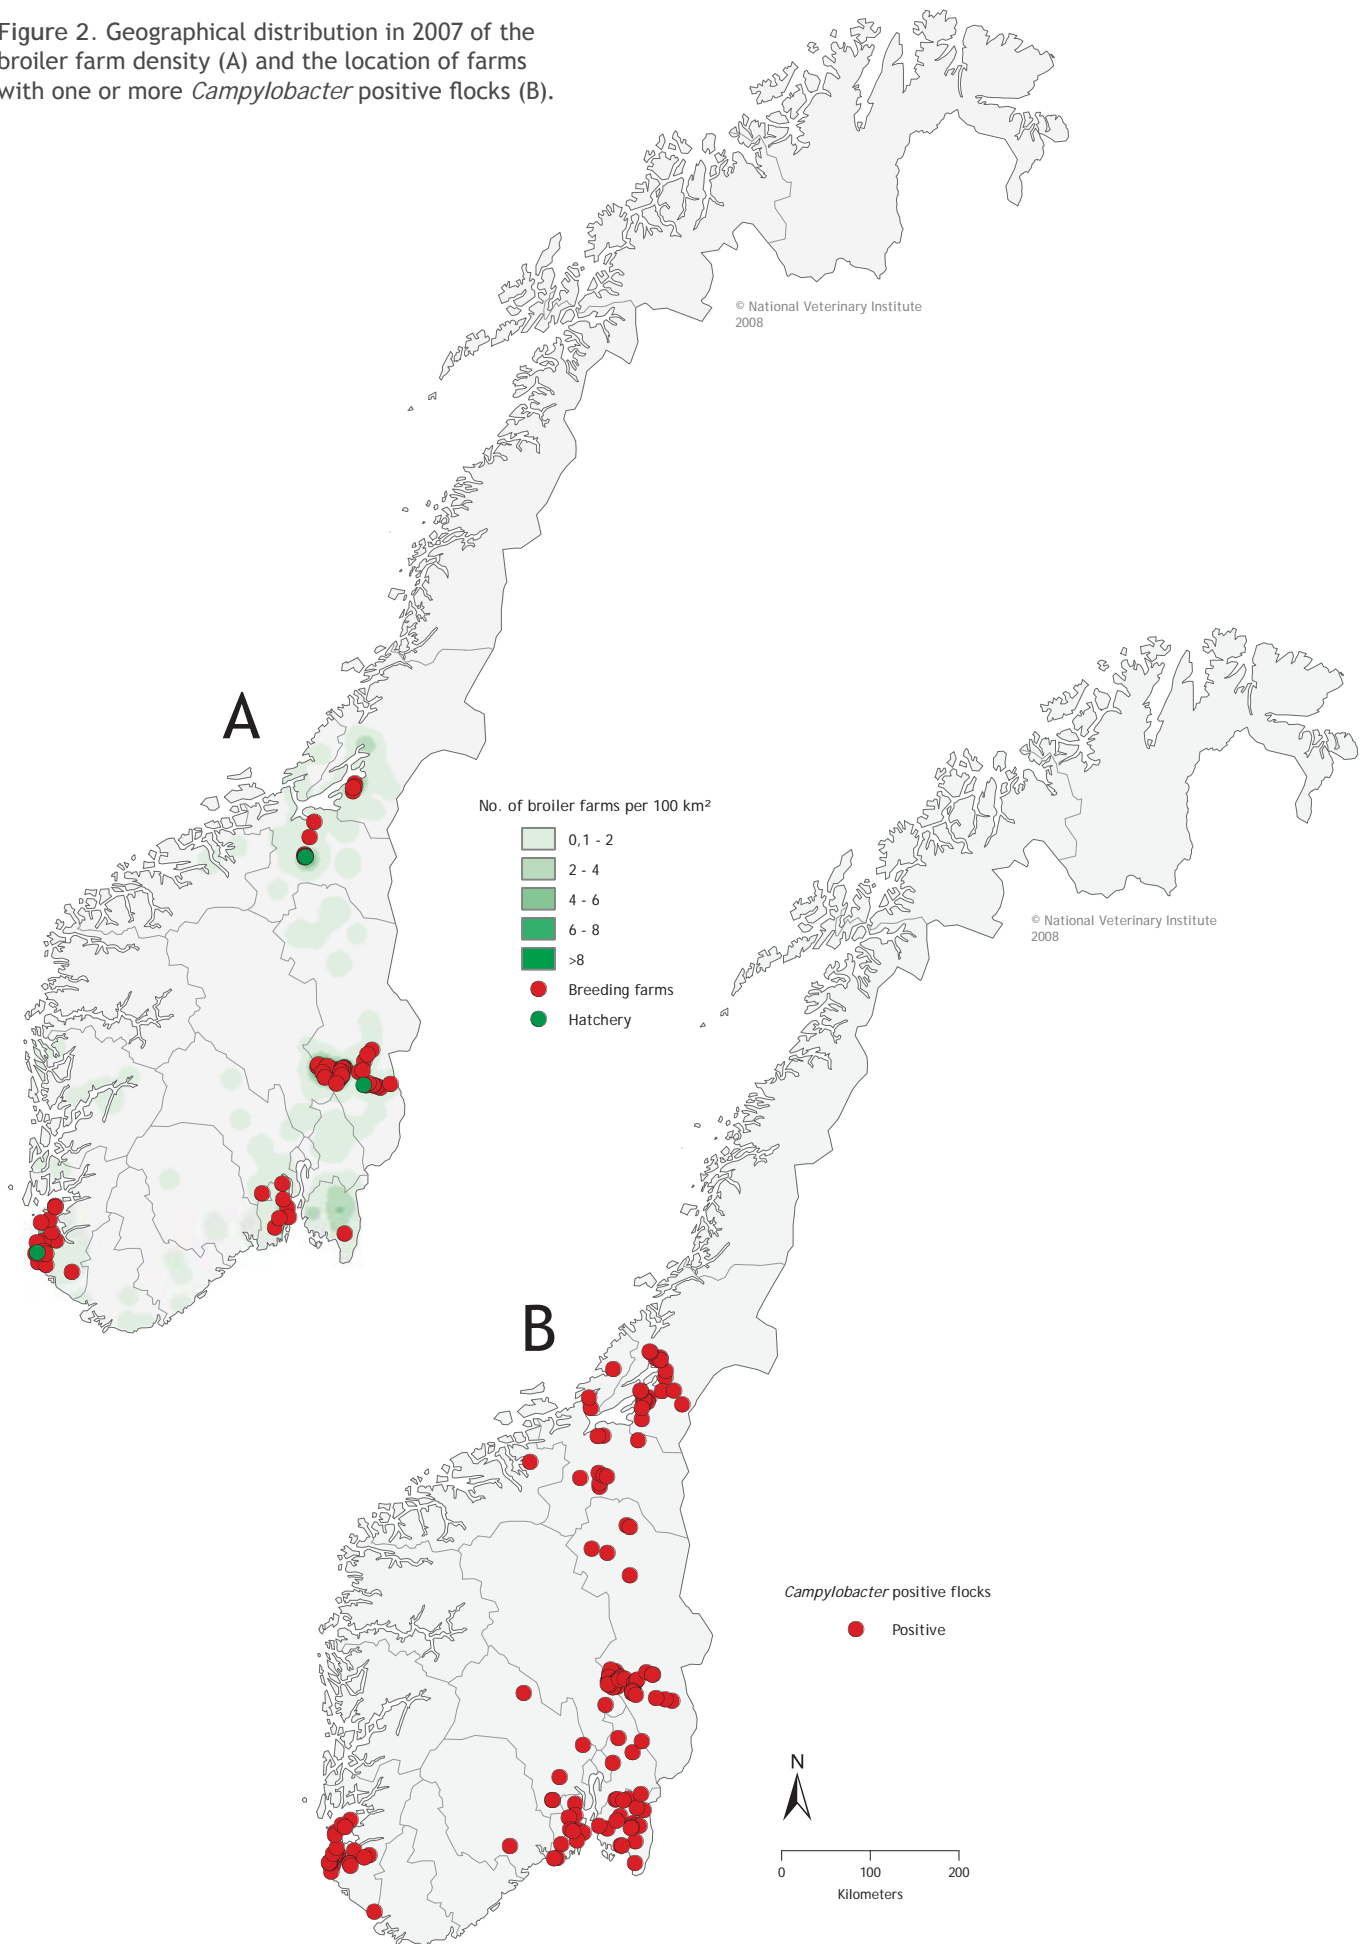 Figure 2. Geographical distribution in 2007 of the
broiler farm density (A) and the location of farms
with one or more Campylobacter positive flocks (B).
© National Veterinary Institute
2008
A
No. of broiler farms per 100 km²
0,1 - 2
2 - 4
4 - 6
6 - 8
>8
Breeding farms
Hatchery
© National Veterinary Institute
2008
B
Campylobacter positive flocks
Positive
N
0 100 200
Kilometers